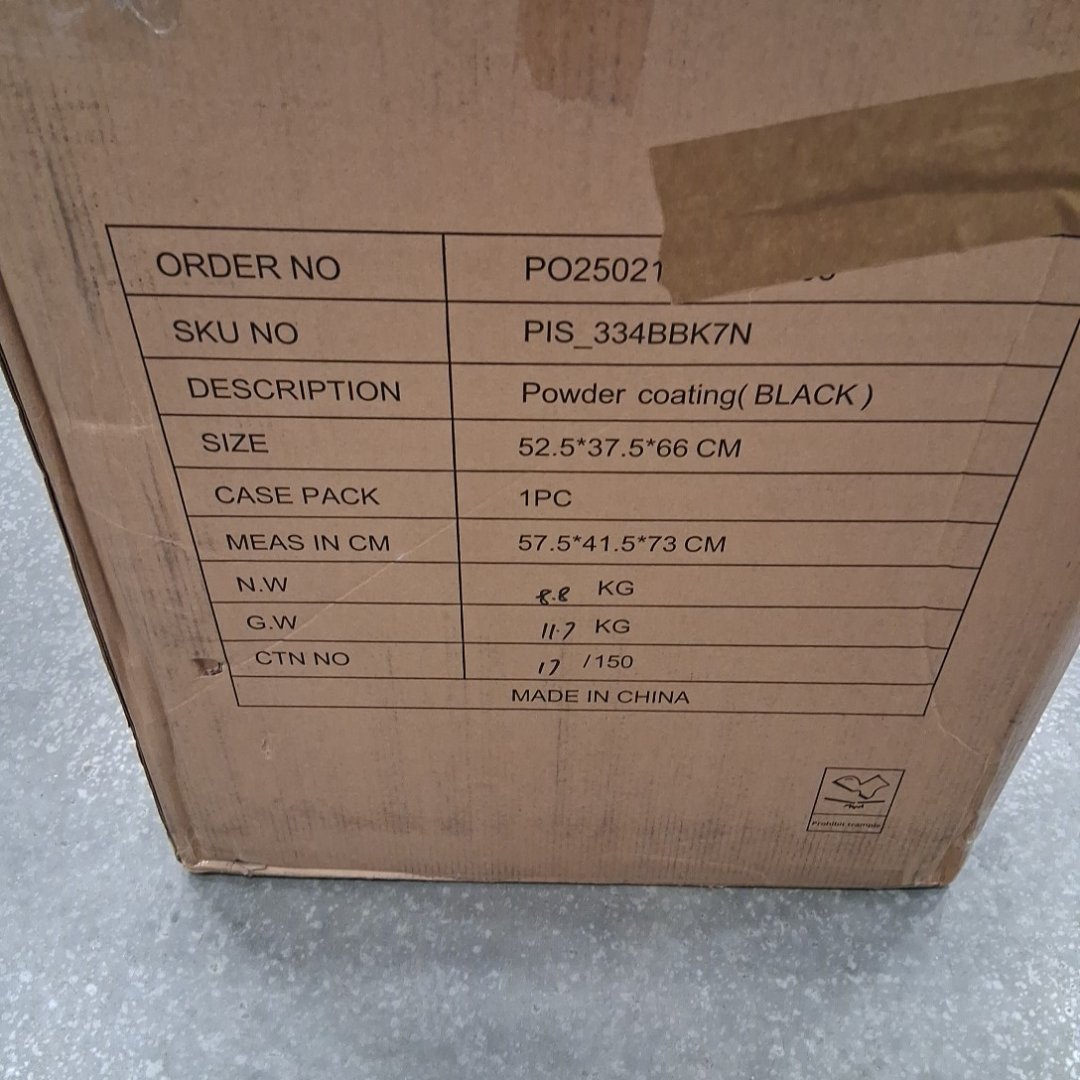 ORDER NO PO25021
SKU NO PIS_334BBK7N
DESCRIPTION Powder coating(BLACK)
SIZE 52.5*37.5*66 CM
CASE PACK 1PC
MEAS IN CM 57.5*41.5*73 CM
N.W 8.8 KG
G.W 11.7 KG
CTN NO 17 /150
MADE IN CHINA
Prohibit trample